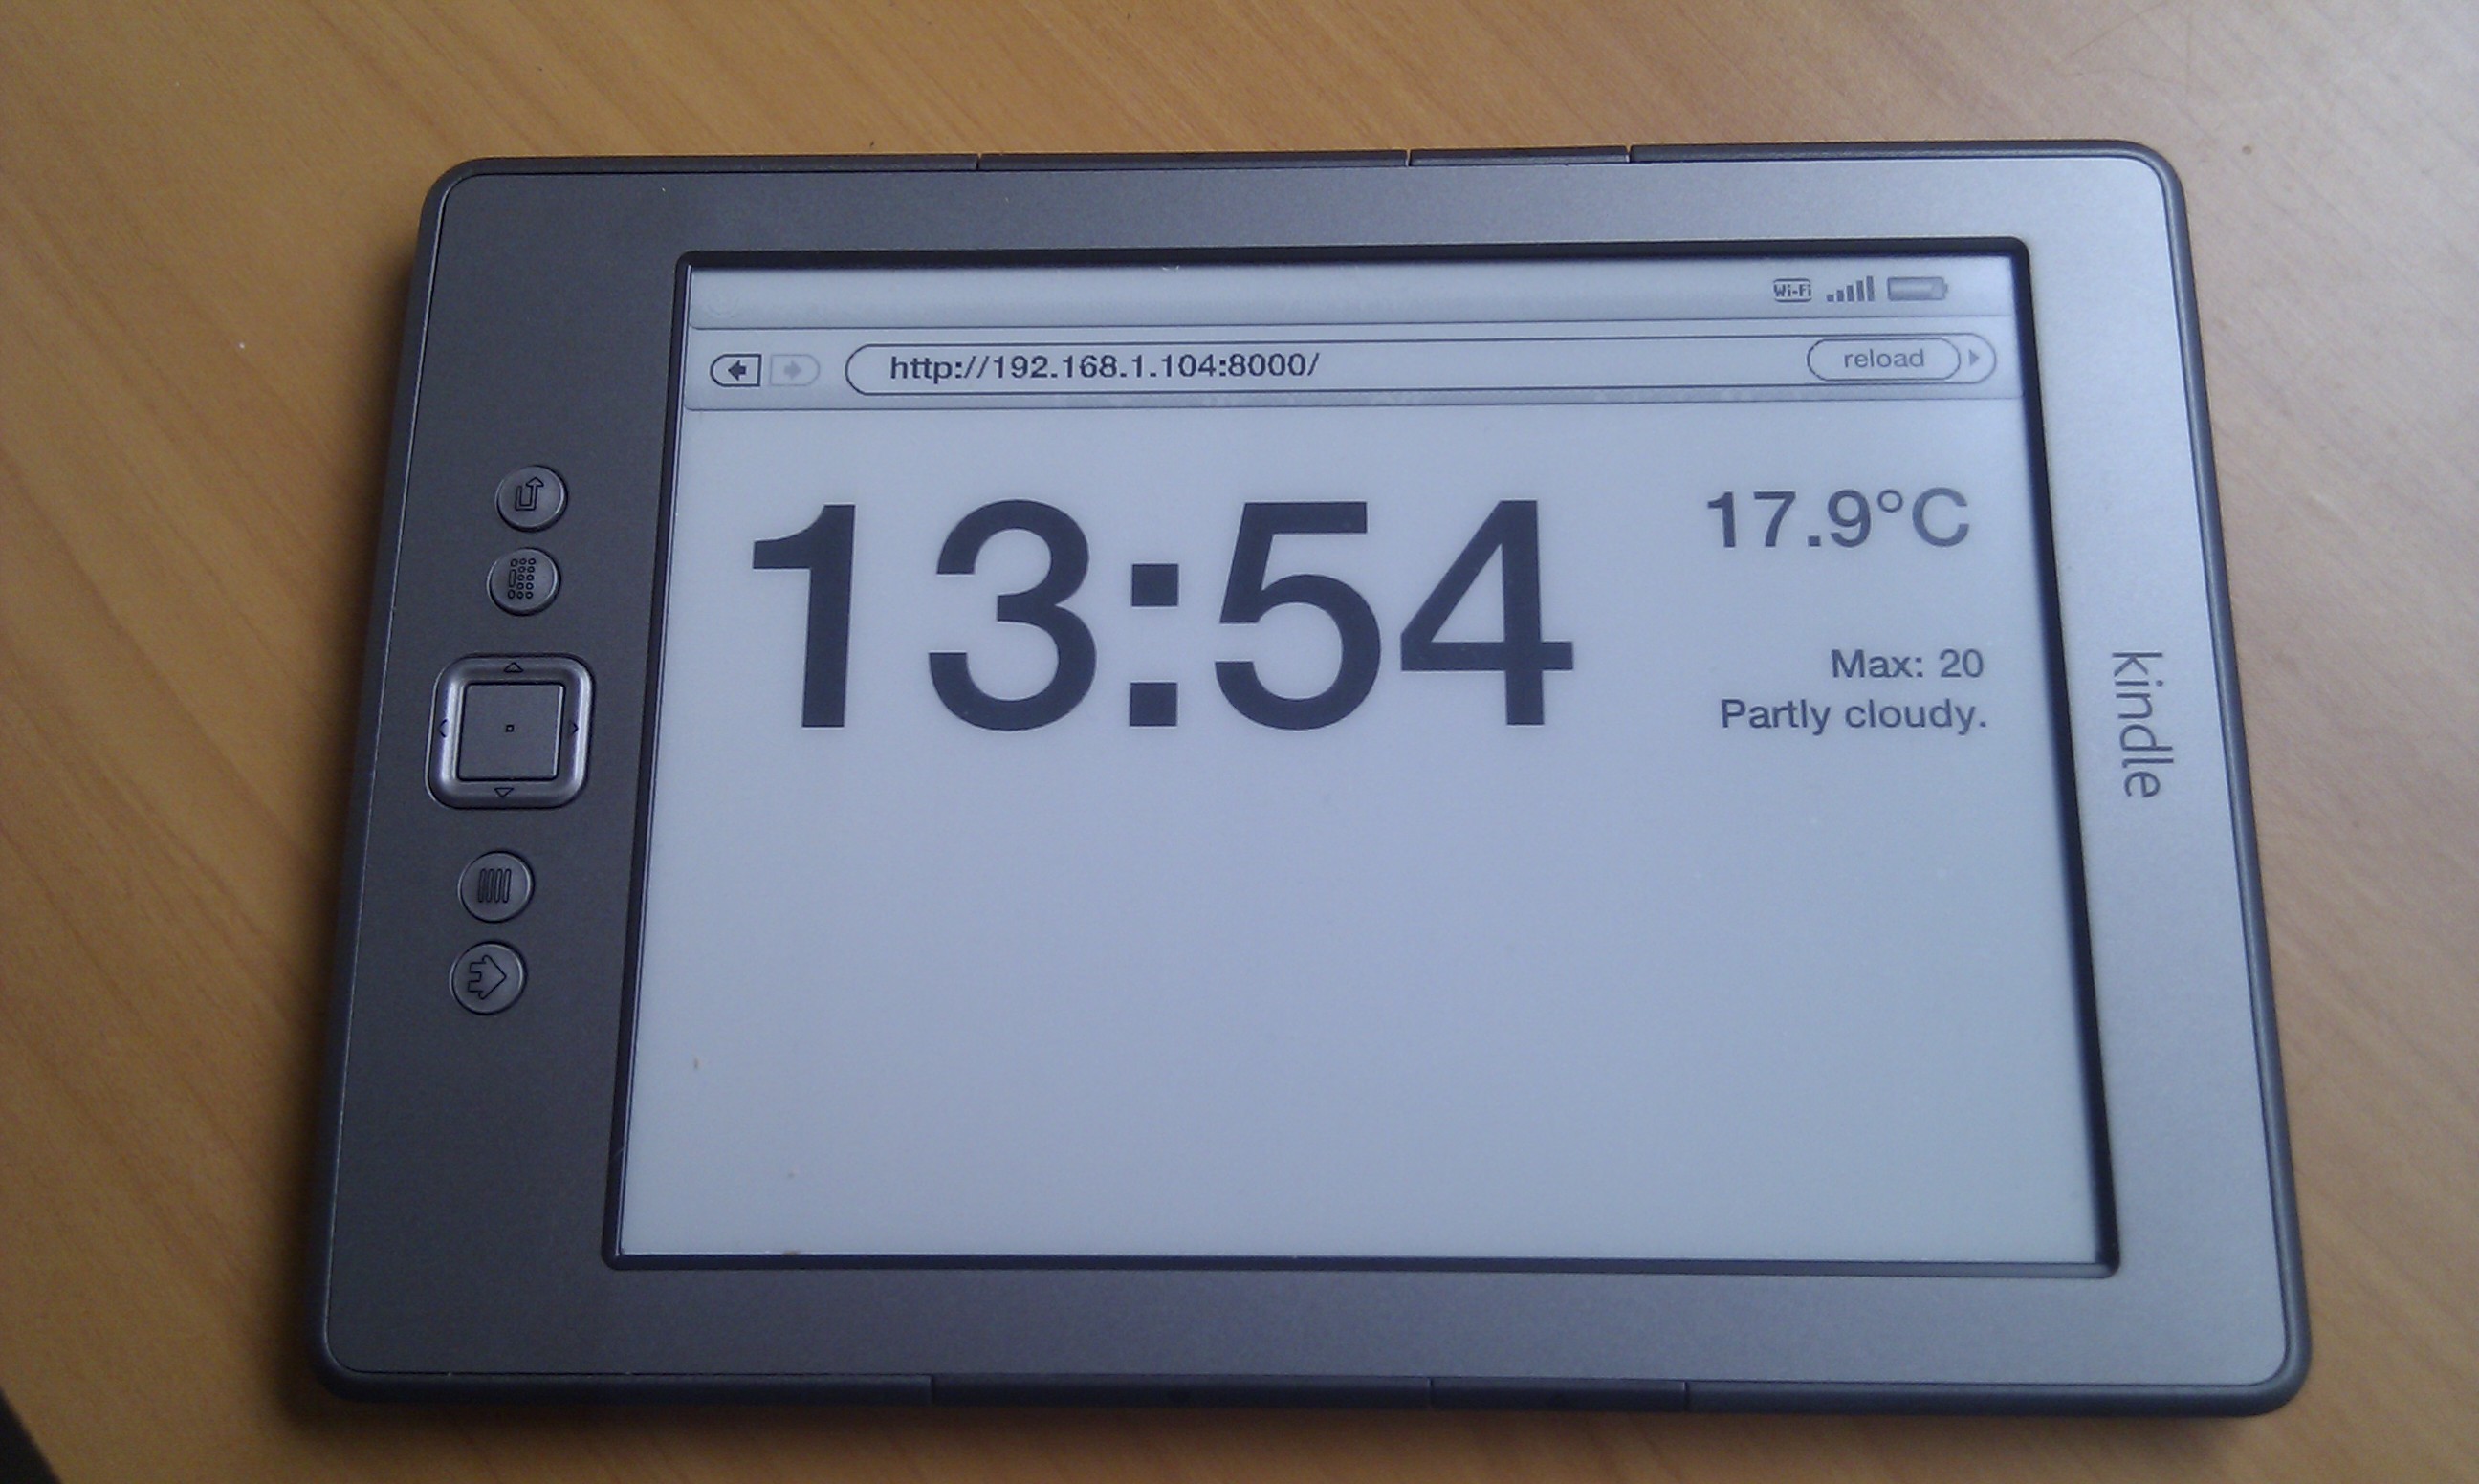 Wi-Fi
http://192.168.1.104:8000/
reload
13:54
17.9°C
Max: 20
Partly cloudy.
kindle